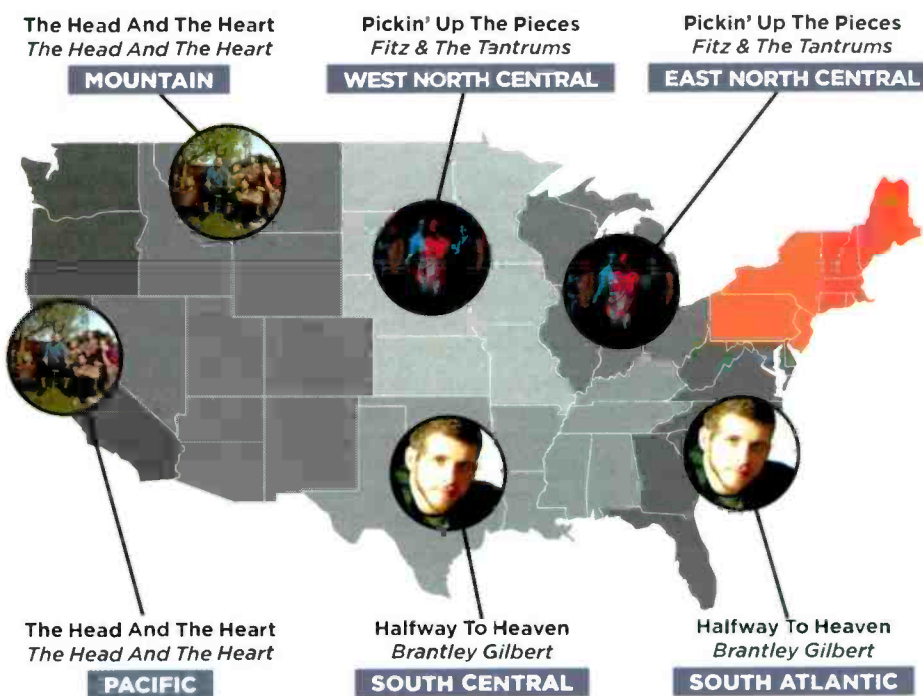 The Head And The Heart
The Head And The Heart
MOUNTAIN
Pickin' Up The Pieces
Fitz & The Tantrums
WEST NORTH CENTRAL
Pickin' Up The Pieces
Fitz & The Tantrums
EAST NORTH CENTRAL
The Head And The Heart
The Head And The Heart
PACIFIC
Halfway To Heaven
Brantley Gilbert
SOUTH CENTRAL
Halfway To Heaven
Brantley Gilbert
SOUTH ATLANTIC